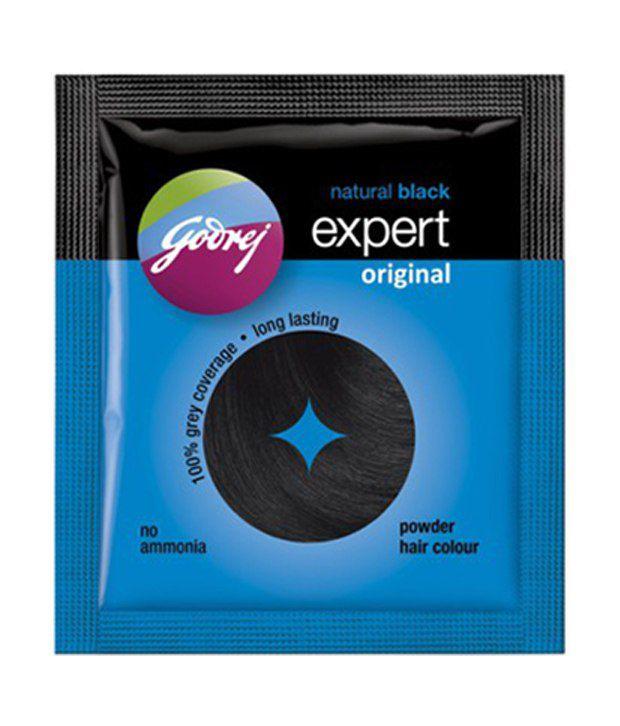 natural black
Godrej
expert
original
100% grey coverage • long lasting
no
ammonia
powder
hair colour